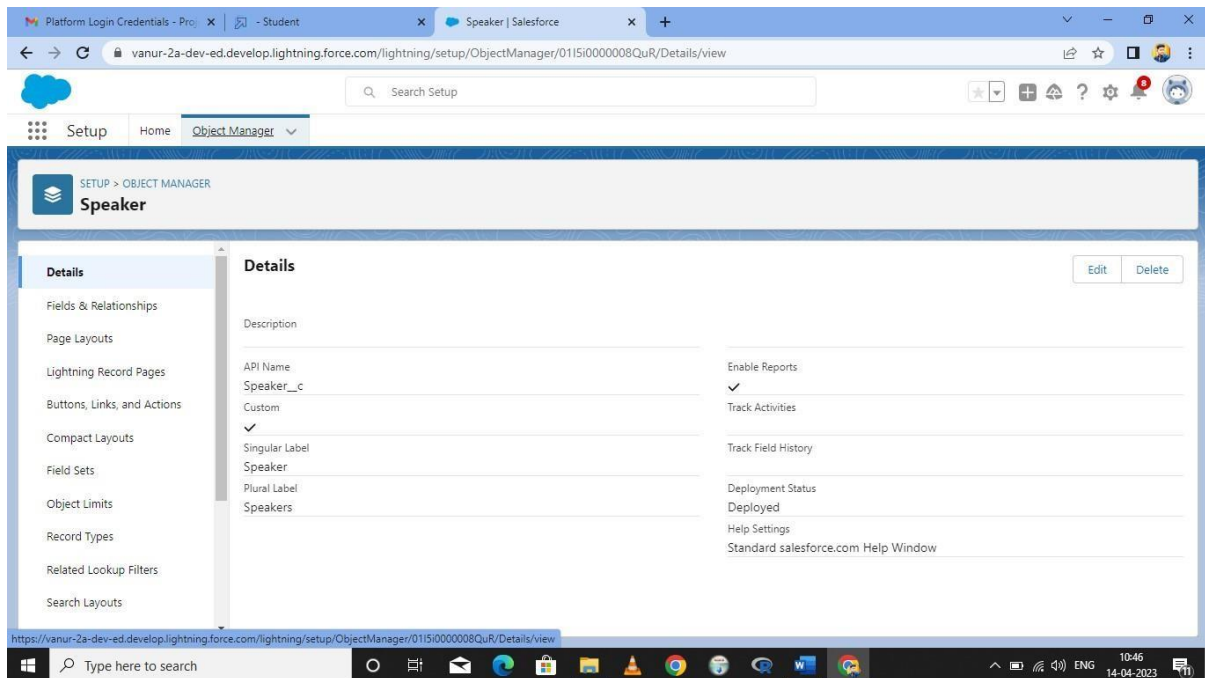 Platform Login Credentials - Proj
- Student
Speaker | Salesforce
vanur-2a-dev-ed.develop.lightning.force.com/lightning/setup/ObjectManager/01I5i0000008QuR/Details/view
Search Setup
8
Setup
Home
Object Manager
SETUP > OBJECT MANAGER
Speaker
Details
Fields & Relationships
Page Layouts
Lightning Record Pages
Buttons, Links, and Actions
Compact Layouts
Field Sets
Object Limits
Record Types
Related Lookup Filters
Search Layouts
Details
Edit
Delete
Description
API Name
Speaker__c
Custom
Singular Label
Speaker
Plural Label
Speakers
Enable Reports
Track Activities
Track Field History
Deployment Status
Deployed
Help Settings
Standard salesforce.com Help Window
https://vanur-2a-dev-ed.develop.lightning.force.com/lightning/setup/ObjectManager/01I5i0000008QuR/Details/view
Type here to search
ENG
10:46
14-04-2023